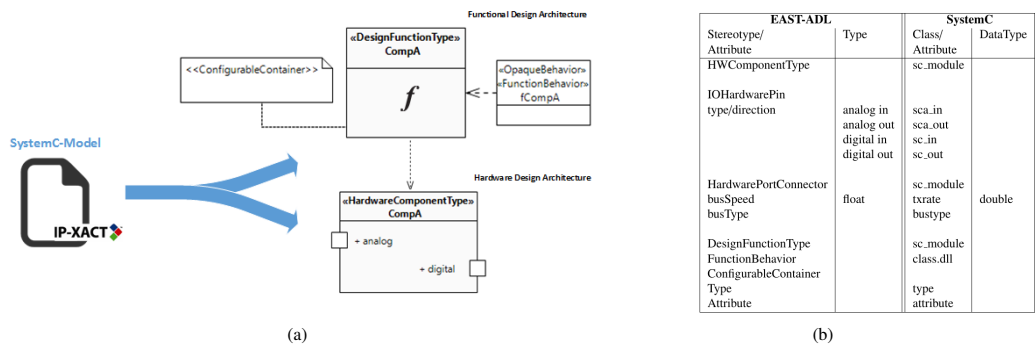 Functional Design Architecture
«DesignFunctionType»
CompA
f
<<ConfigurableContainer>>
«OpaqueBehavior»
«FunctionBehavior»
fCompA
SystemC-Model
IP-XACT
Hardware Design Architecture
«HardwareComponentType»
CompA
+ analog
+ digital
(a)
EAST-ADL SystemC
Stereotype/ Type Class/ DataType
Attribute Attribute
HWComponentType sc_module
IOHardwarePin
type/direction analog in sca_in
analog out sca_out
digital in sc_in
digital out sc_out
HardwarePortConnector sc_module
busSpeed float txrate double
busType bustype
DesignFunctionType sc_module
FunctionBehavior class.dll
ConfigurableContainer
Type type
Attribute attribute
(b)